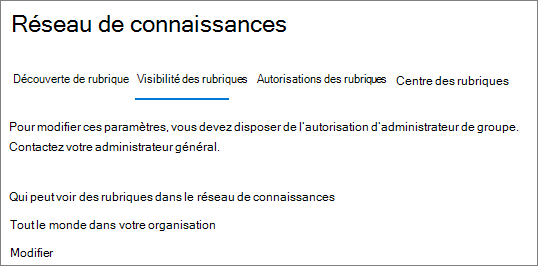 Réseau de connaissances
Découverte de rubrique Visibilité des rubriques Autorisations des rubriques Centre des rubriques
Pour modifier ces paramètres, vous devez disposer de l'autorisation d'administrateur de groupe.
Contactez votre administrateur général.
Qui peut voir des rubriques dans le réseau de connaissances
Tout le monde dans votre organisation
Modifier